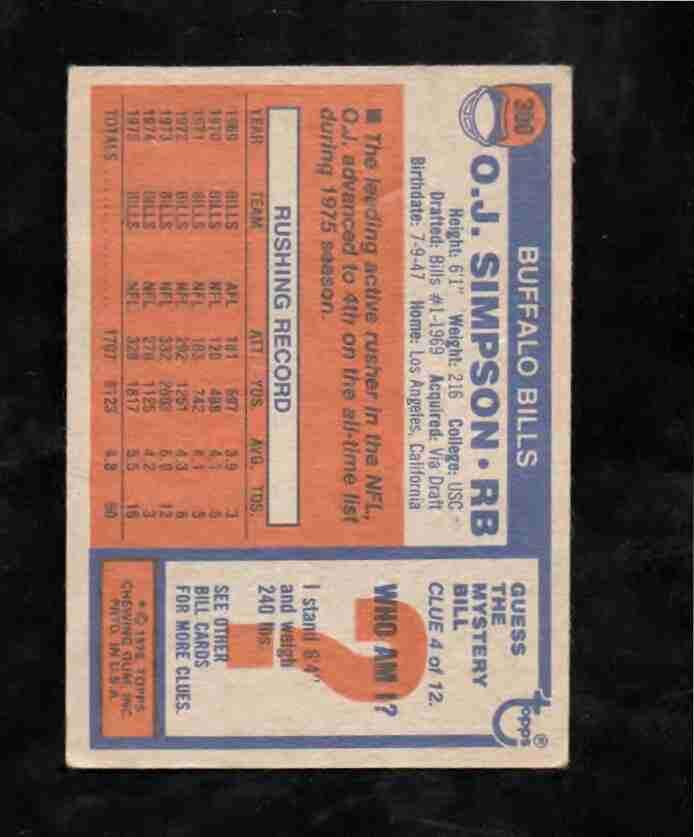 300
BUFFALO BILLS
O.J. SIMPSON • RB
Height: 6'1" Weight: 216 College: USC
Drafted: Bills #1-1969 Acquired: Via Draft
Birthdate: 7-9-47 Home: Los Angeles, California
■ The leading active rusher in the NFL,
O.J. advanced to 4th on the all-time list
during 1975 season.
RUSHING RECORD
YEAR TEAM ATT. YDS. AVG. TDS.
1969 BILLS AFL 181 697 3.9
1970 BILLS NFL 120 488 4.1 5
1971 BILLS NFL 183 742 4.1 5
1972 BILLS NFL 292 1251 4.3 6
1973 BILLS NFL 332 2003 6.0 12
1974 BILLS NFL 270 1125 4.2 3
1975 BILLS NFL 329 1817 5.5 16
TOTALS 1707 8123 4.8
topps®
GUESS
THE
MYSTERY
BILL
CLUE 4 of 12.
?
WHO AM I?
I stand 6'4"
and weigh
240 lbs.
SEE OTHER
BILL CARDS
FOR MORE CLUES.
* © 1976 TOPPS
CHEWING GUM, INC.
PRTD. IN U.S.A.